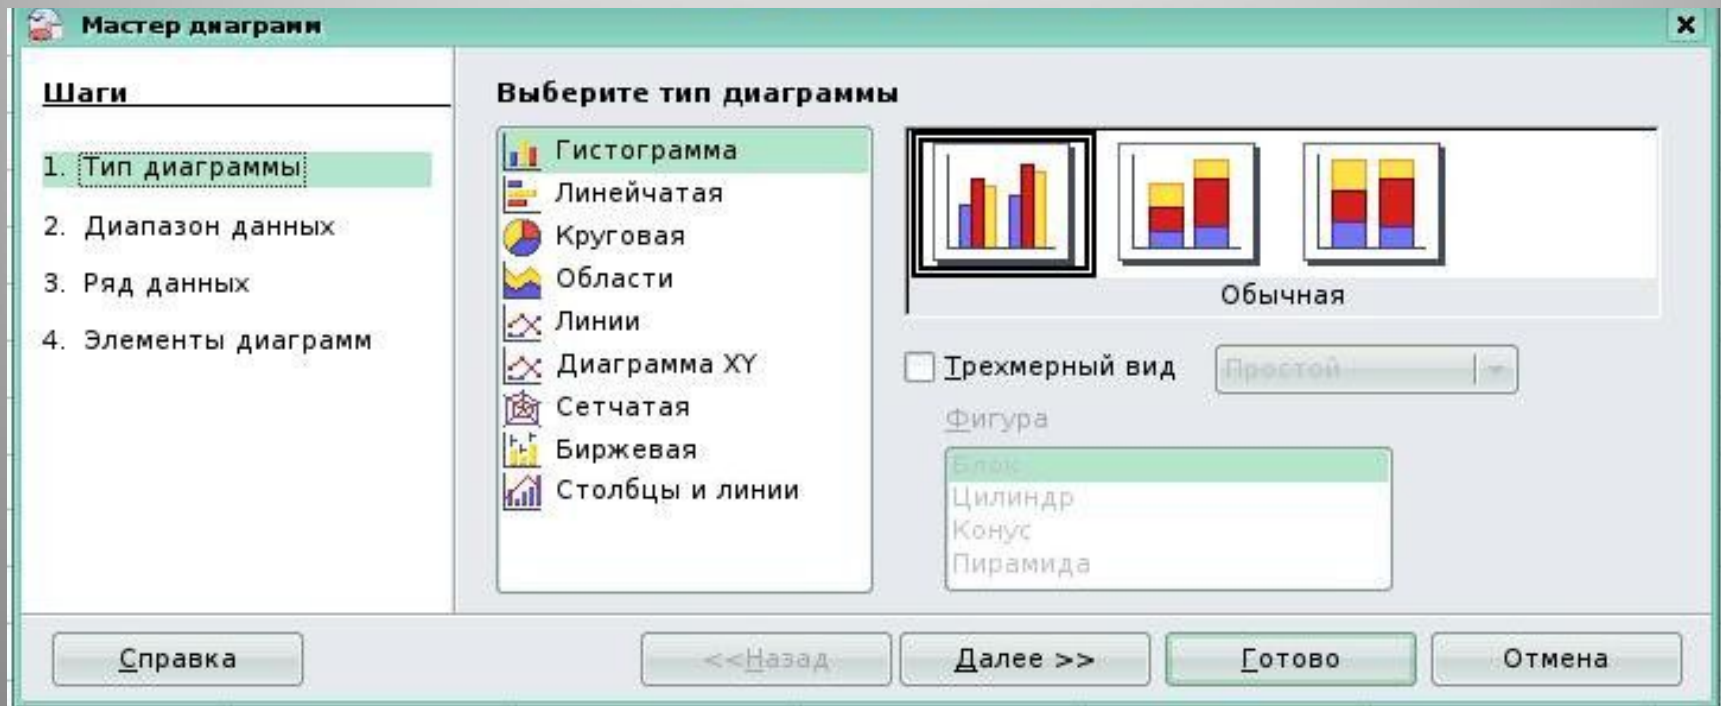 Мастер диаграмм
Шаги
1. Тип диаграммы
2. Диапазон данных
3. Ряд данных
4. Элементы диаграмм
Выберите тип диаграммы
Гистограмма
Линейчатая
Круговая
Области
Линии
Диаграмма XY
Сетчатая
Биржевая
Столбцы и линии
Обычная
Трехмерный вид
Простой
Фигура
Блок
Цилиндр
Конус
Пирамида
Справка
<<Назад
Далее >>
Готово
Отмена